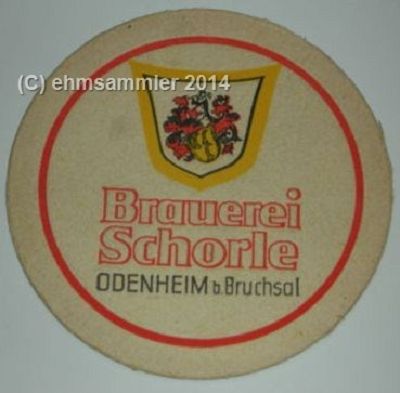 (C) ehmsammler 2014
Brauerei
Schorle
ODENHEIM b. Bruchsal